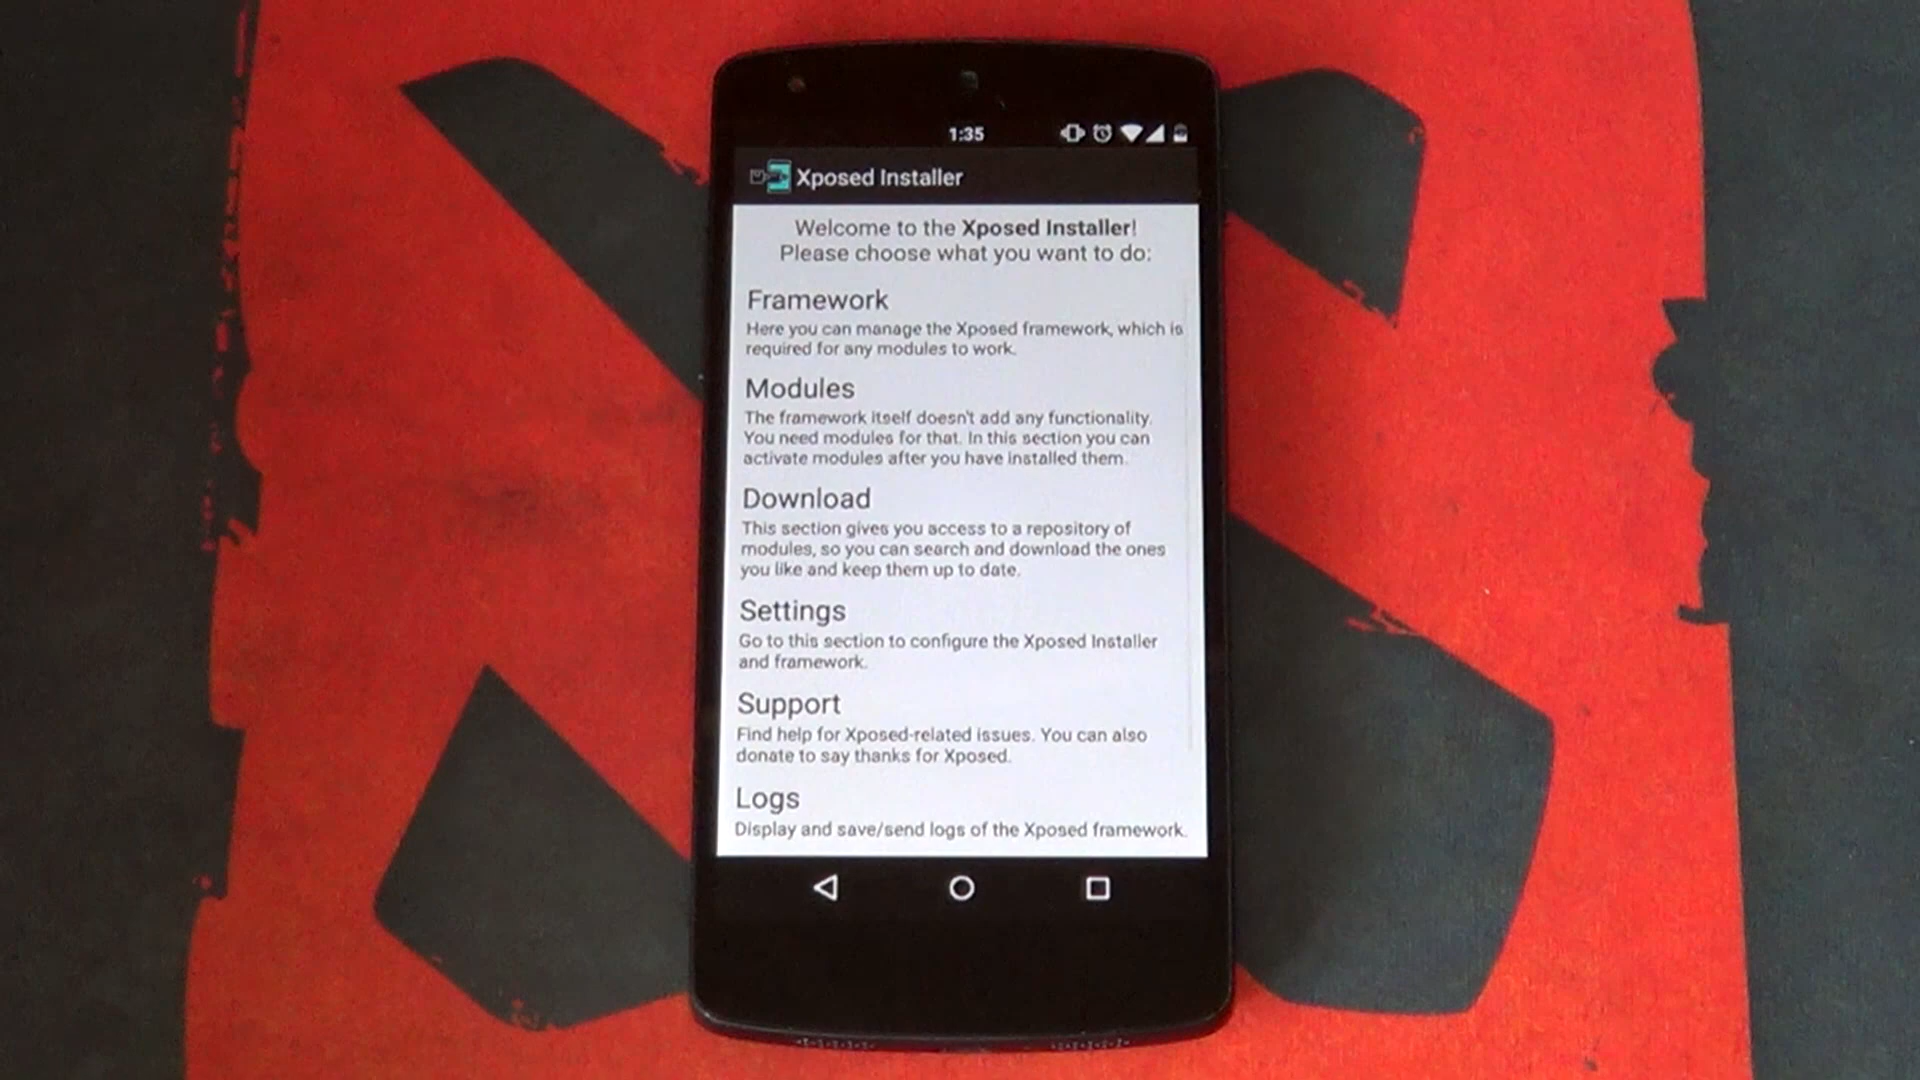 1:35
Xposed Installer
Welcome to the Xposed Installer!
Please choose what you want to do:
Framework
Here you can manage the Xposed framework, which is
required for any modules to work.
Modules
The framework itself doesn't add any functionality.
You need modules for that. In this section you can
activate modules after you have installed them.
Download
This section gives you access to a repository of
modules, so you can search and download the ones
you like and keep them up to date.
Settings
Go to this section to configure the Xposed Installer
and framework.
Support
Find help for Xposed-related issues. You can also
donate to say thanks for Xposed.
Logs
Display and save/send logs of the Xposed framework.